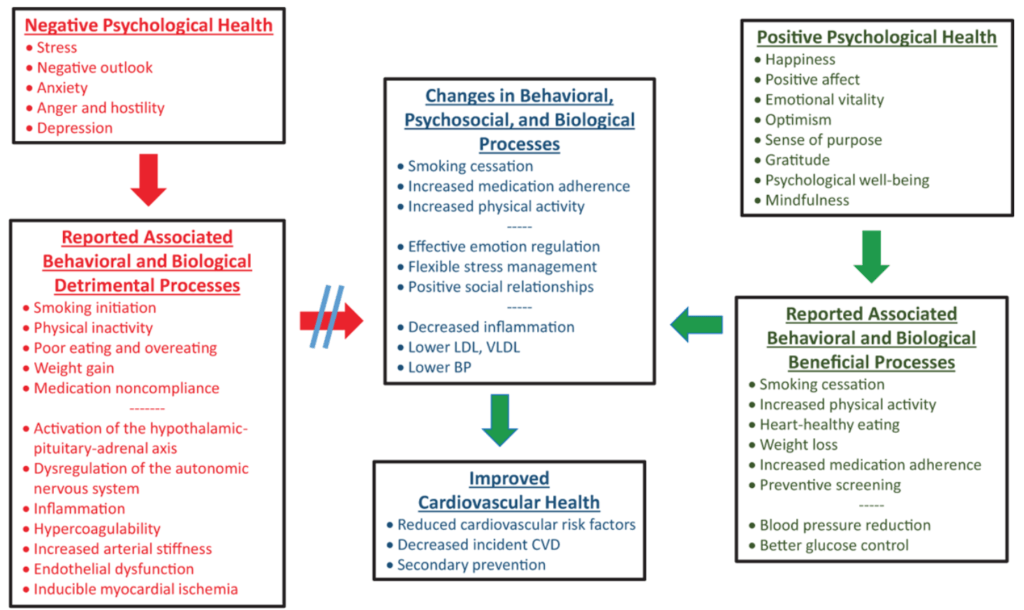 Negative Psychological Health
• Stress
• Negative outlook
• Anxiety
• Anger and hostility
• Depression
Reported Associated
Behavioral and Biological
Detrimental Processes
• Smoking initiation
• Physical inactivity
• Poor eating and overeating
• Weight gain
• Medication noncompliance
-------
• Activation of the hypothalamic-
pituitary-adrenal axis
• Dysregulation of the autonomic
nervous system
• Inflammation
• Hypercoagulability
• Increased arterial stiffness
• Endothelial dysfunction
• Inducible myocardial ischemia
Changes in Behavioral,
Psychosocial, and Biological
Processes
• Smoking cessation
• Increased medication adherence
• Increased physical activity
-----
• Effective emotion regulation
• Flexible stress management
• Positive social relationships
-----
• Decreased inflammation
• Lower LDL, VLDL
• Lower BP
Improved
Cardiovascular Health
• Reduced cardiovascular risk factors
• Decreased incident CVD
• Secondary prevention
Positive Psychological Health
• Happiness
• Positive affect
• Emotional vitality
• Optimism
• Sense of purpose
• Gratitude
• Psychological well-being
• Mindfulness
Reported Associated
Behavioral and Biological
Beneficial Processes
• Smoking cessation
• Increased physical activity
• Heart-healthy eating
• Weight loss
• Increased medication adherence
• Preventive screening
-----
• Blood pressure reduction
• Better glucose control